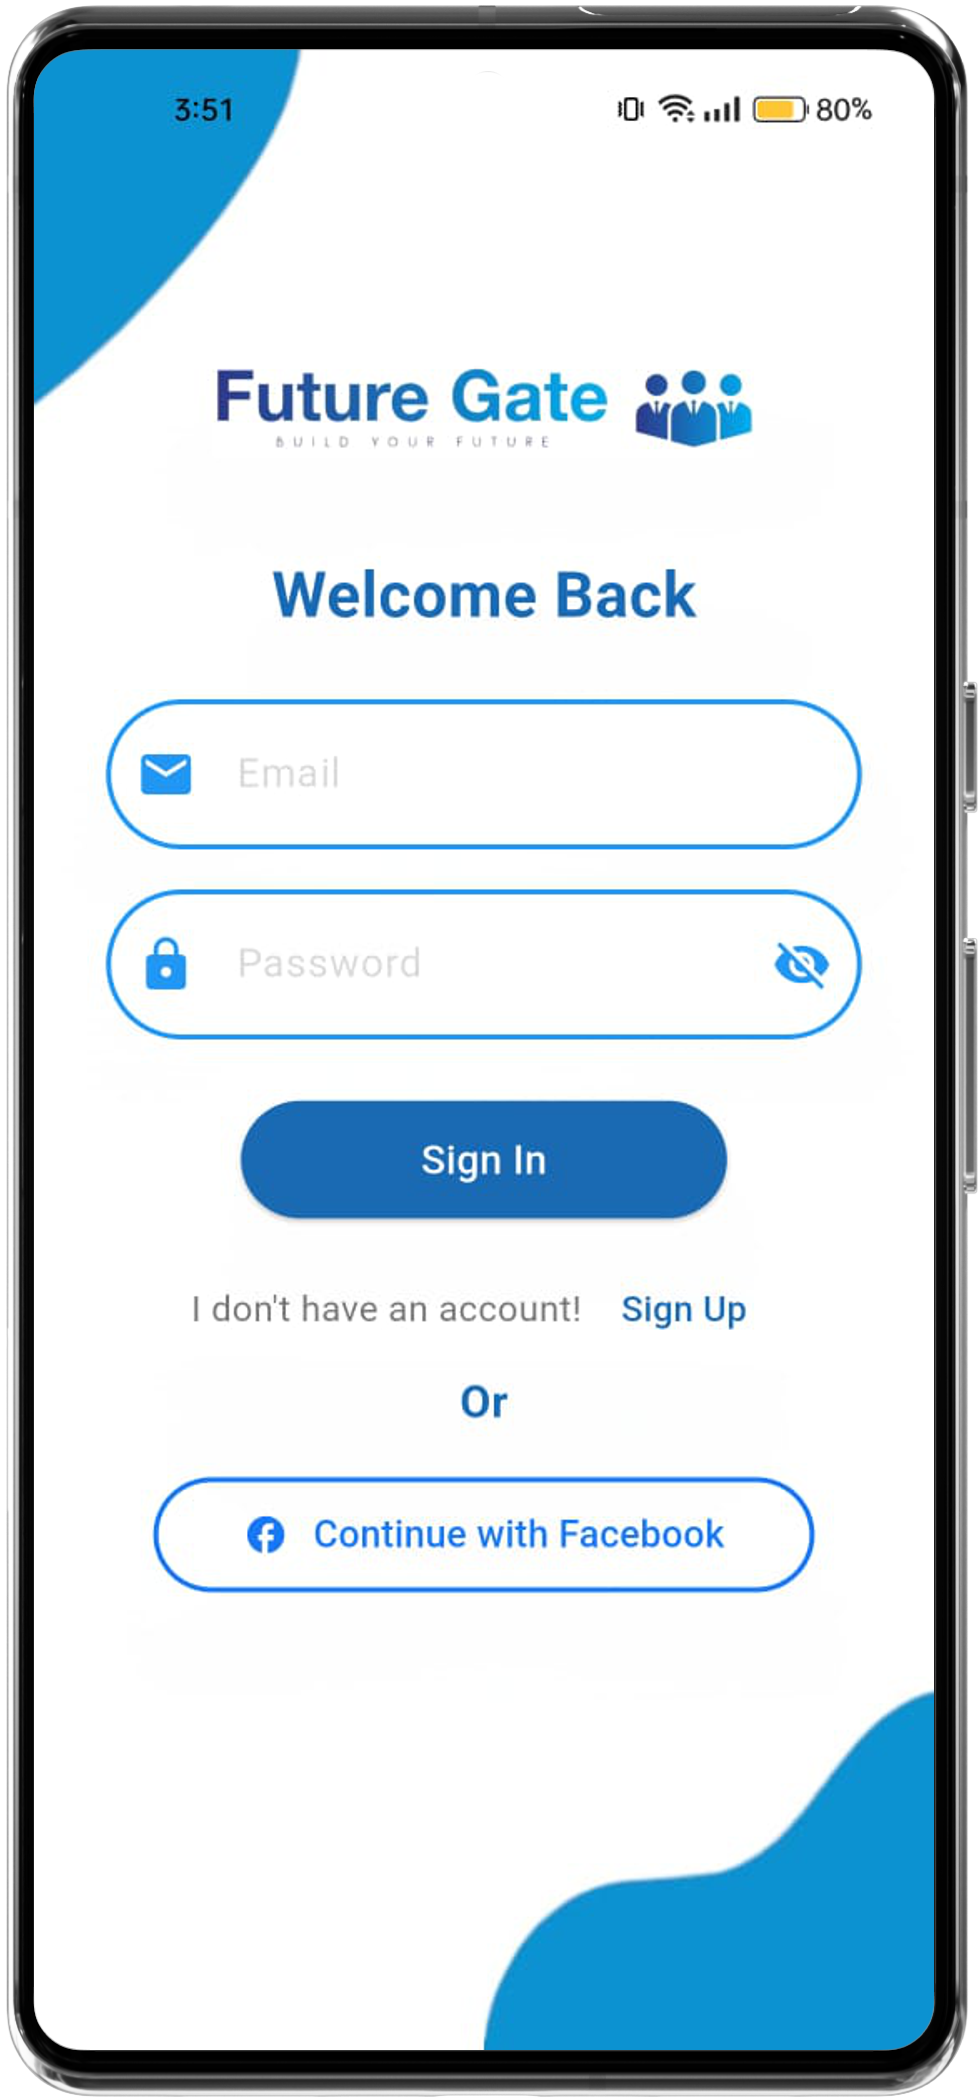 3:51 80%
Future Gate
BUILD YOUR FUTURE
Welcome Back
Email
Password
Sign In
I don't have an account! Sign Up
Or
Continue with Facebook